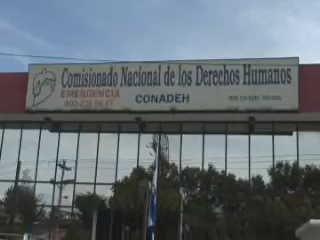 Comisionado Nacional de los Derechos Humanos
EMERGENCIA
CONADEH